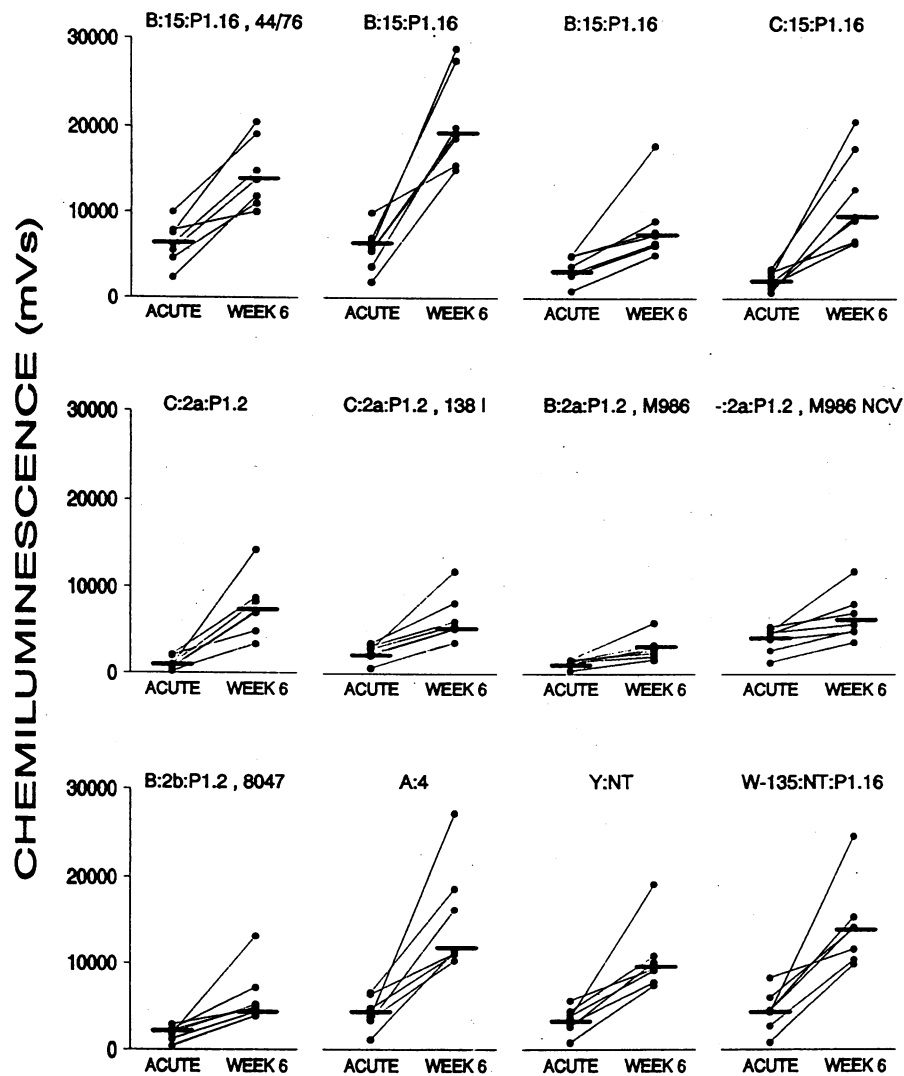 CHEMILUMINESCENCE (mVs)
B:15:P1.16 , 44/76 B:15:P1.16 B:15:P1.16 C:15:P1.16
30000
20000
10000
0
ACUTE WEEK 6 ACUTE WEEK 6 ACUTE WEEK 6 ACUTE WEEK 6
C:2a:P1.2 C:2a:P1.2 , 138 I B:2a:P1.2 , M986 -:2a:P1.2 , M986 NCV
30000
20000
10000
0
ACUTE WEEK 6 ACUTE WEEK 6 ACUTE WEEK 6 ACUTE WEEK 6
B:2b:P1.2 , 8047 A:4 Y:NT W-135:NT:P1.16
30000
20000
10000
0
ACUTE WEEK 6 ACUTE WEEK 6 ACUTE WEEK 6 ACUTE WEEK 6